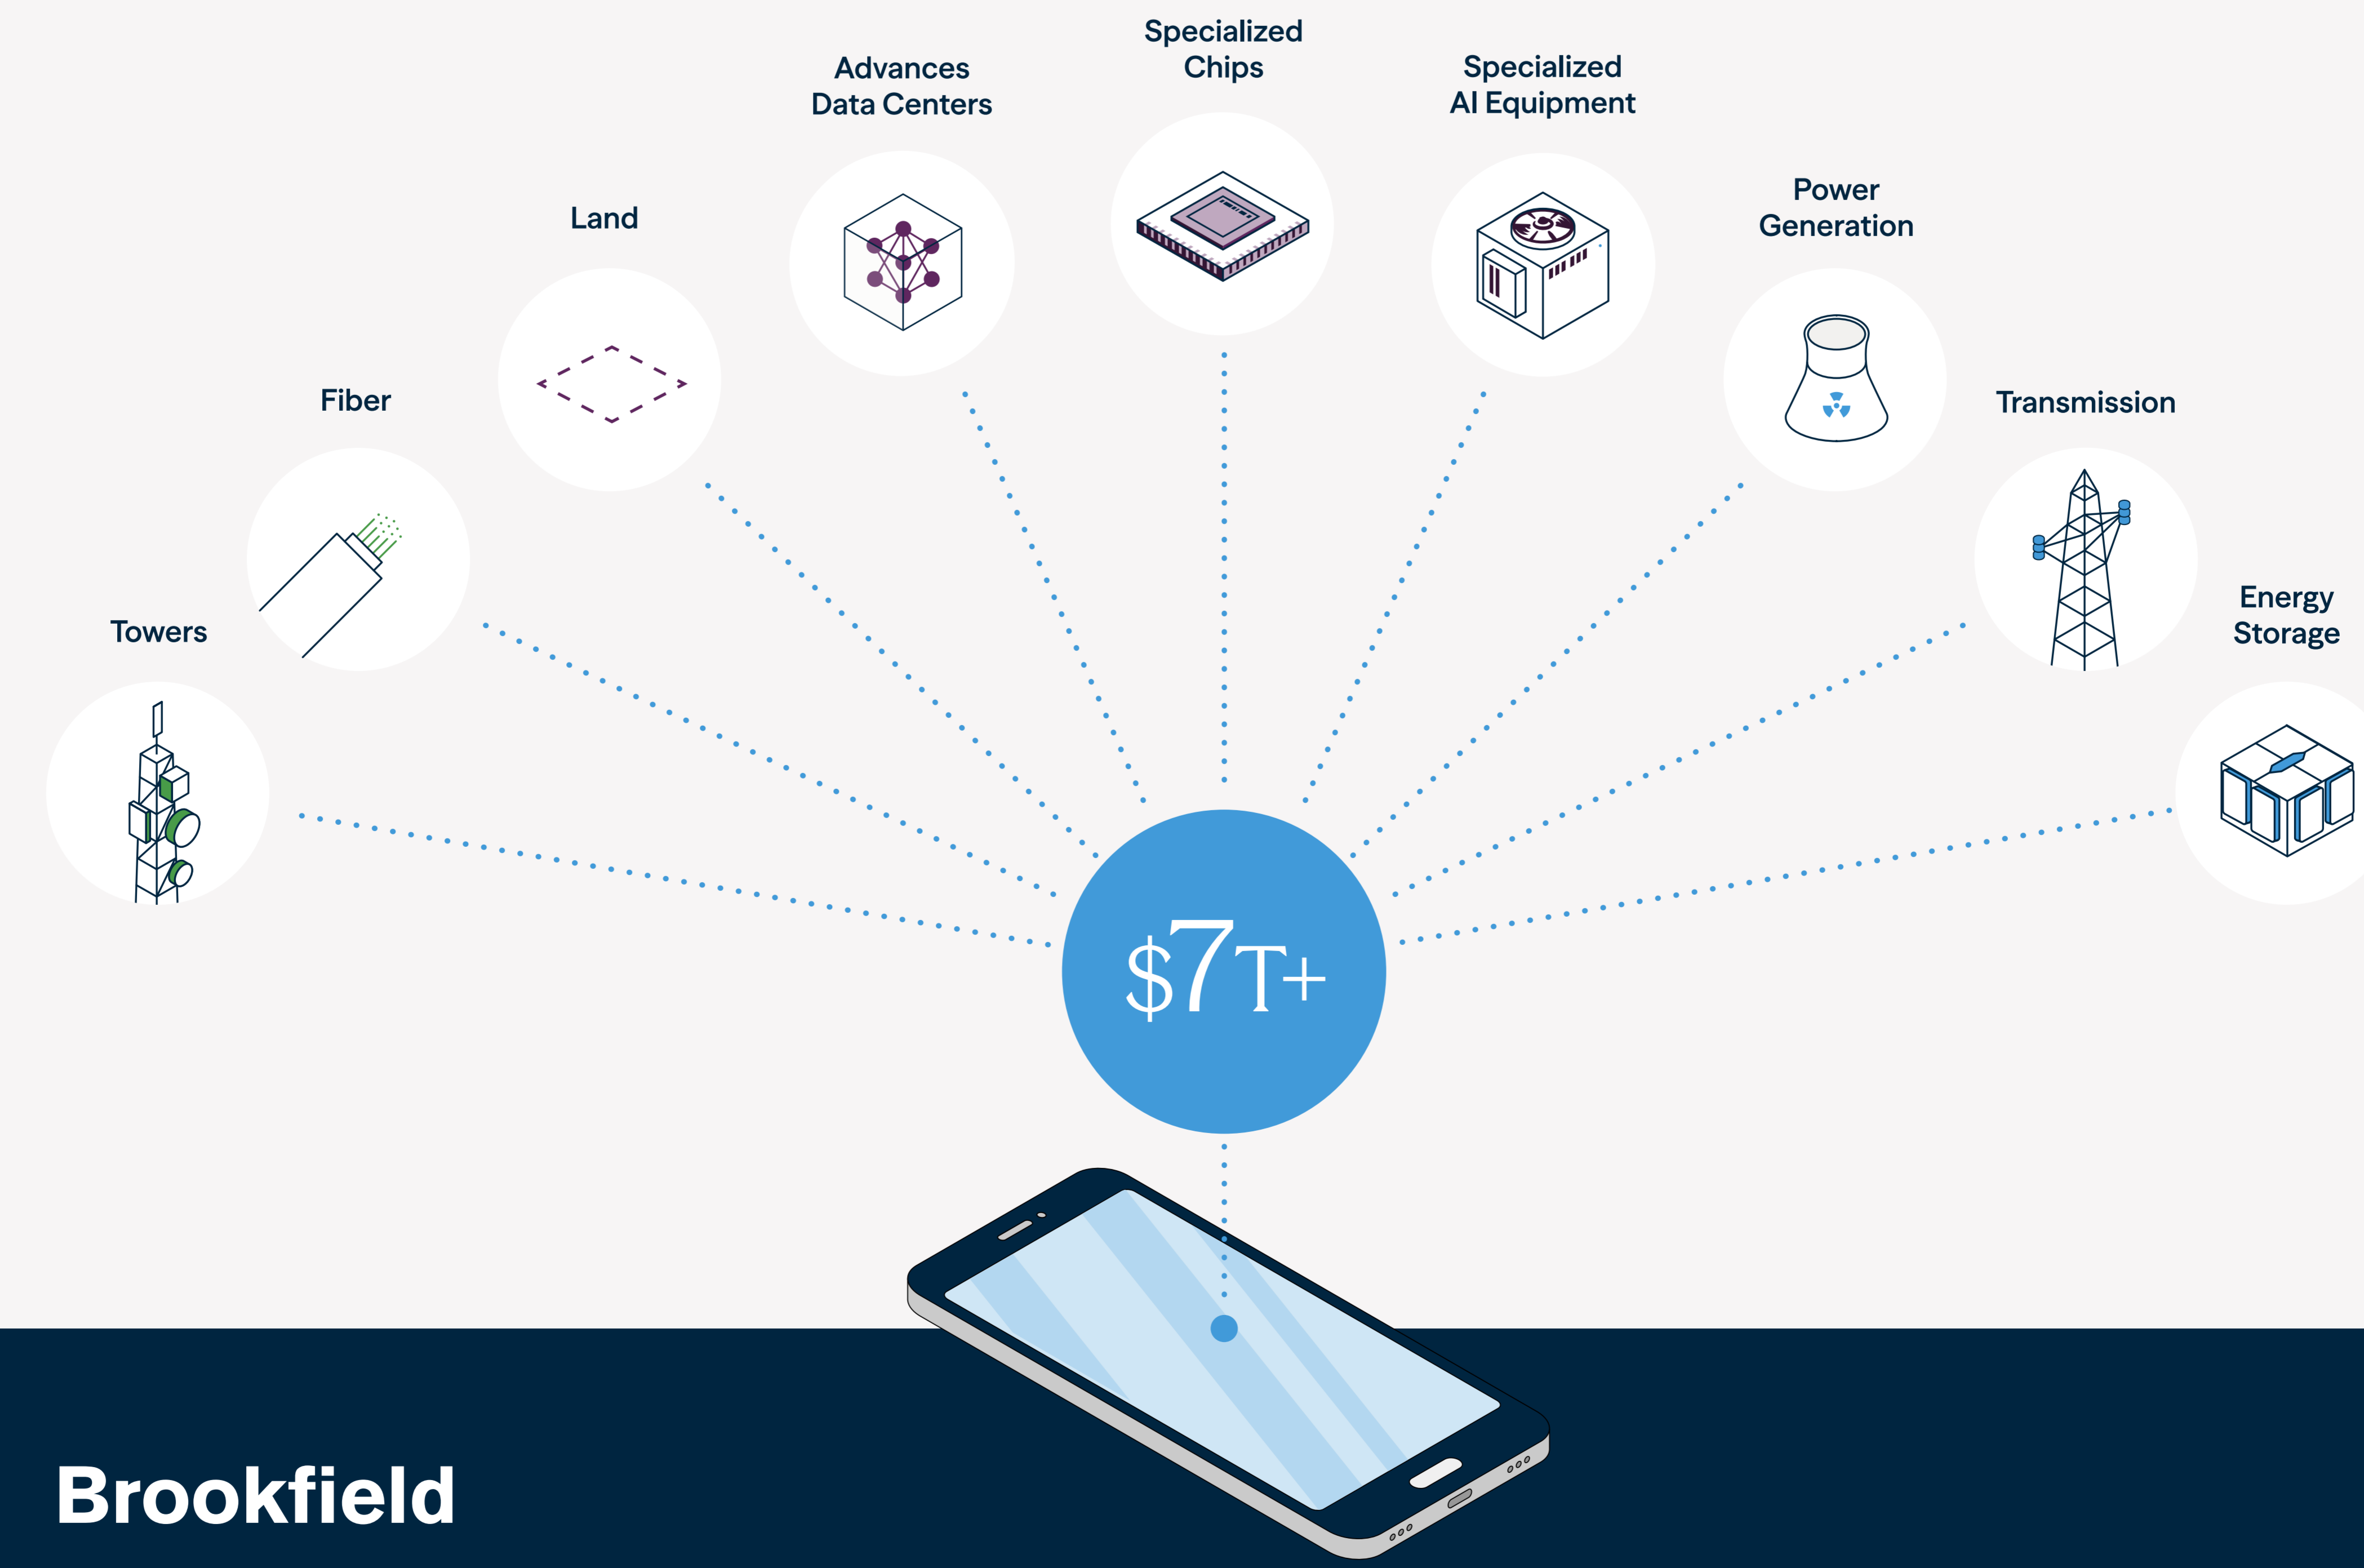 Specialized
Chips
Advances
Data Centers
Specialized
AI Equipment
Power
Generation
Land
Fiber
Transmission
Energy
Storage
Towers
$7T+
Brookfield